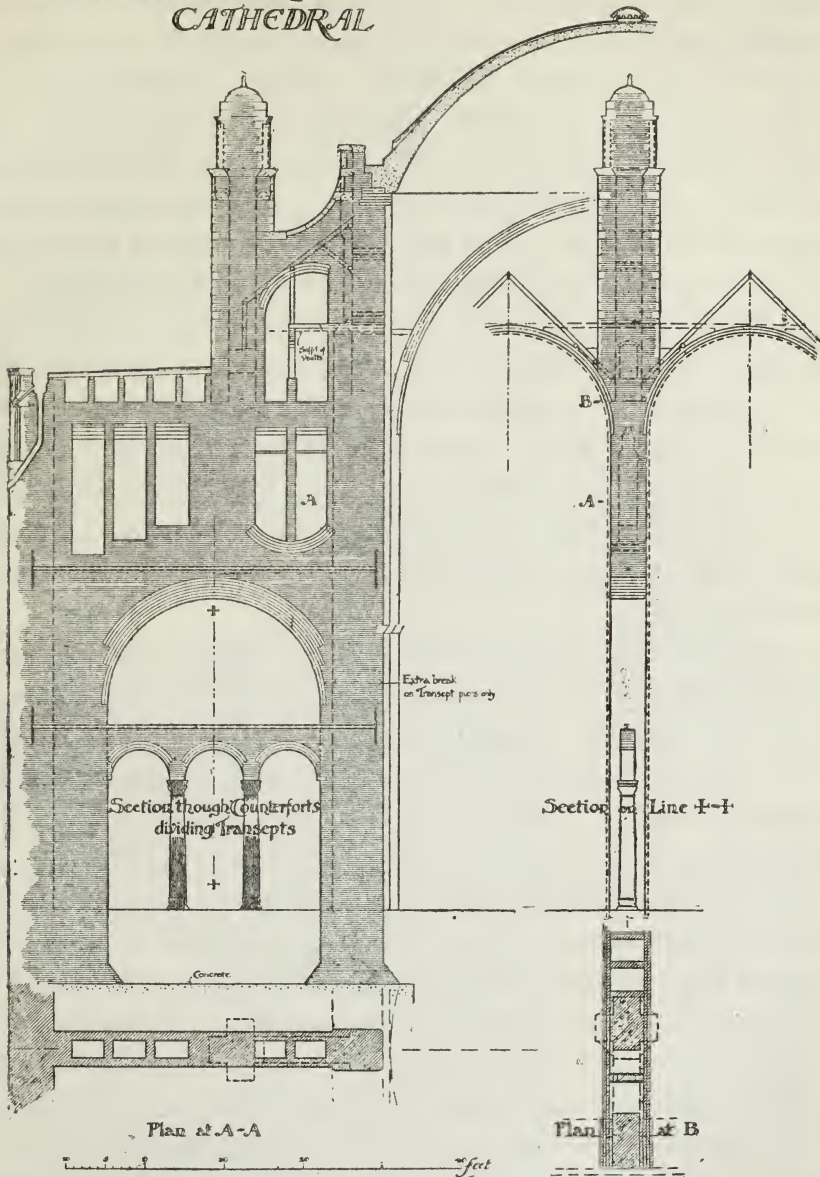 CATHEDRAL
Soffit of
Vaults
B-
A
A-
Extra break
on Transept piers only
Section though Counterforts
dividing Transepts
Section on Line +-+
Concrete
Plan at A-A
Plan at B
feet